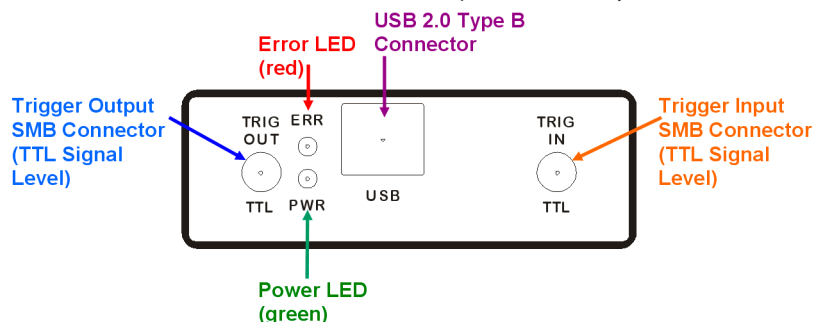 USB 2.0 Type B
Connector
Error LED
(red)
Trigger Output
SMB Connector
(TTL Signal
Level)
TRIG
OUT
ERR
TTL
PWR
USB
TRIG
IN
TTL
Trigger Input
SMB Connector
(TTL Signal
Level)
Power LED
(green)